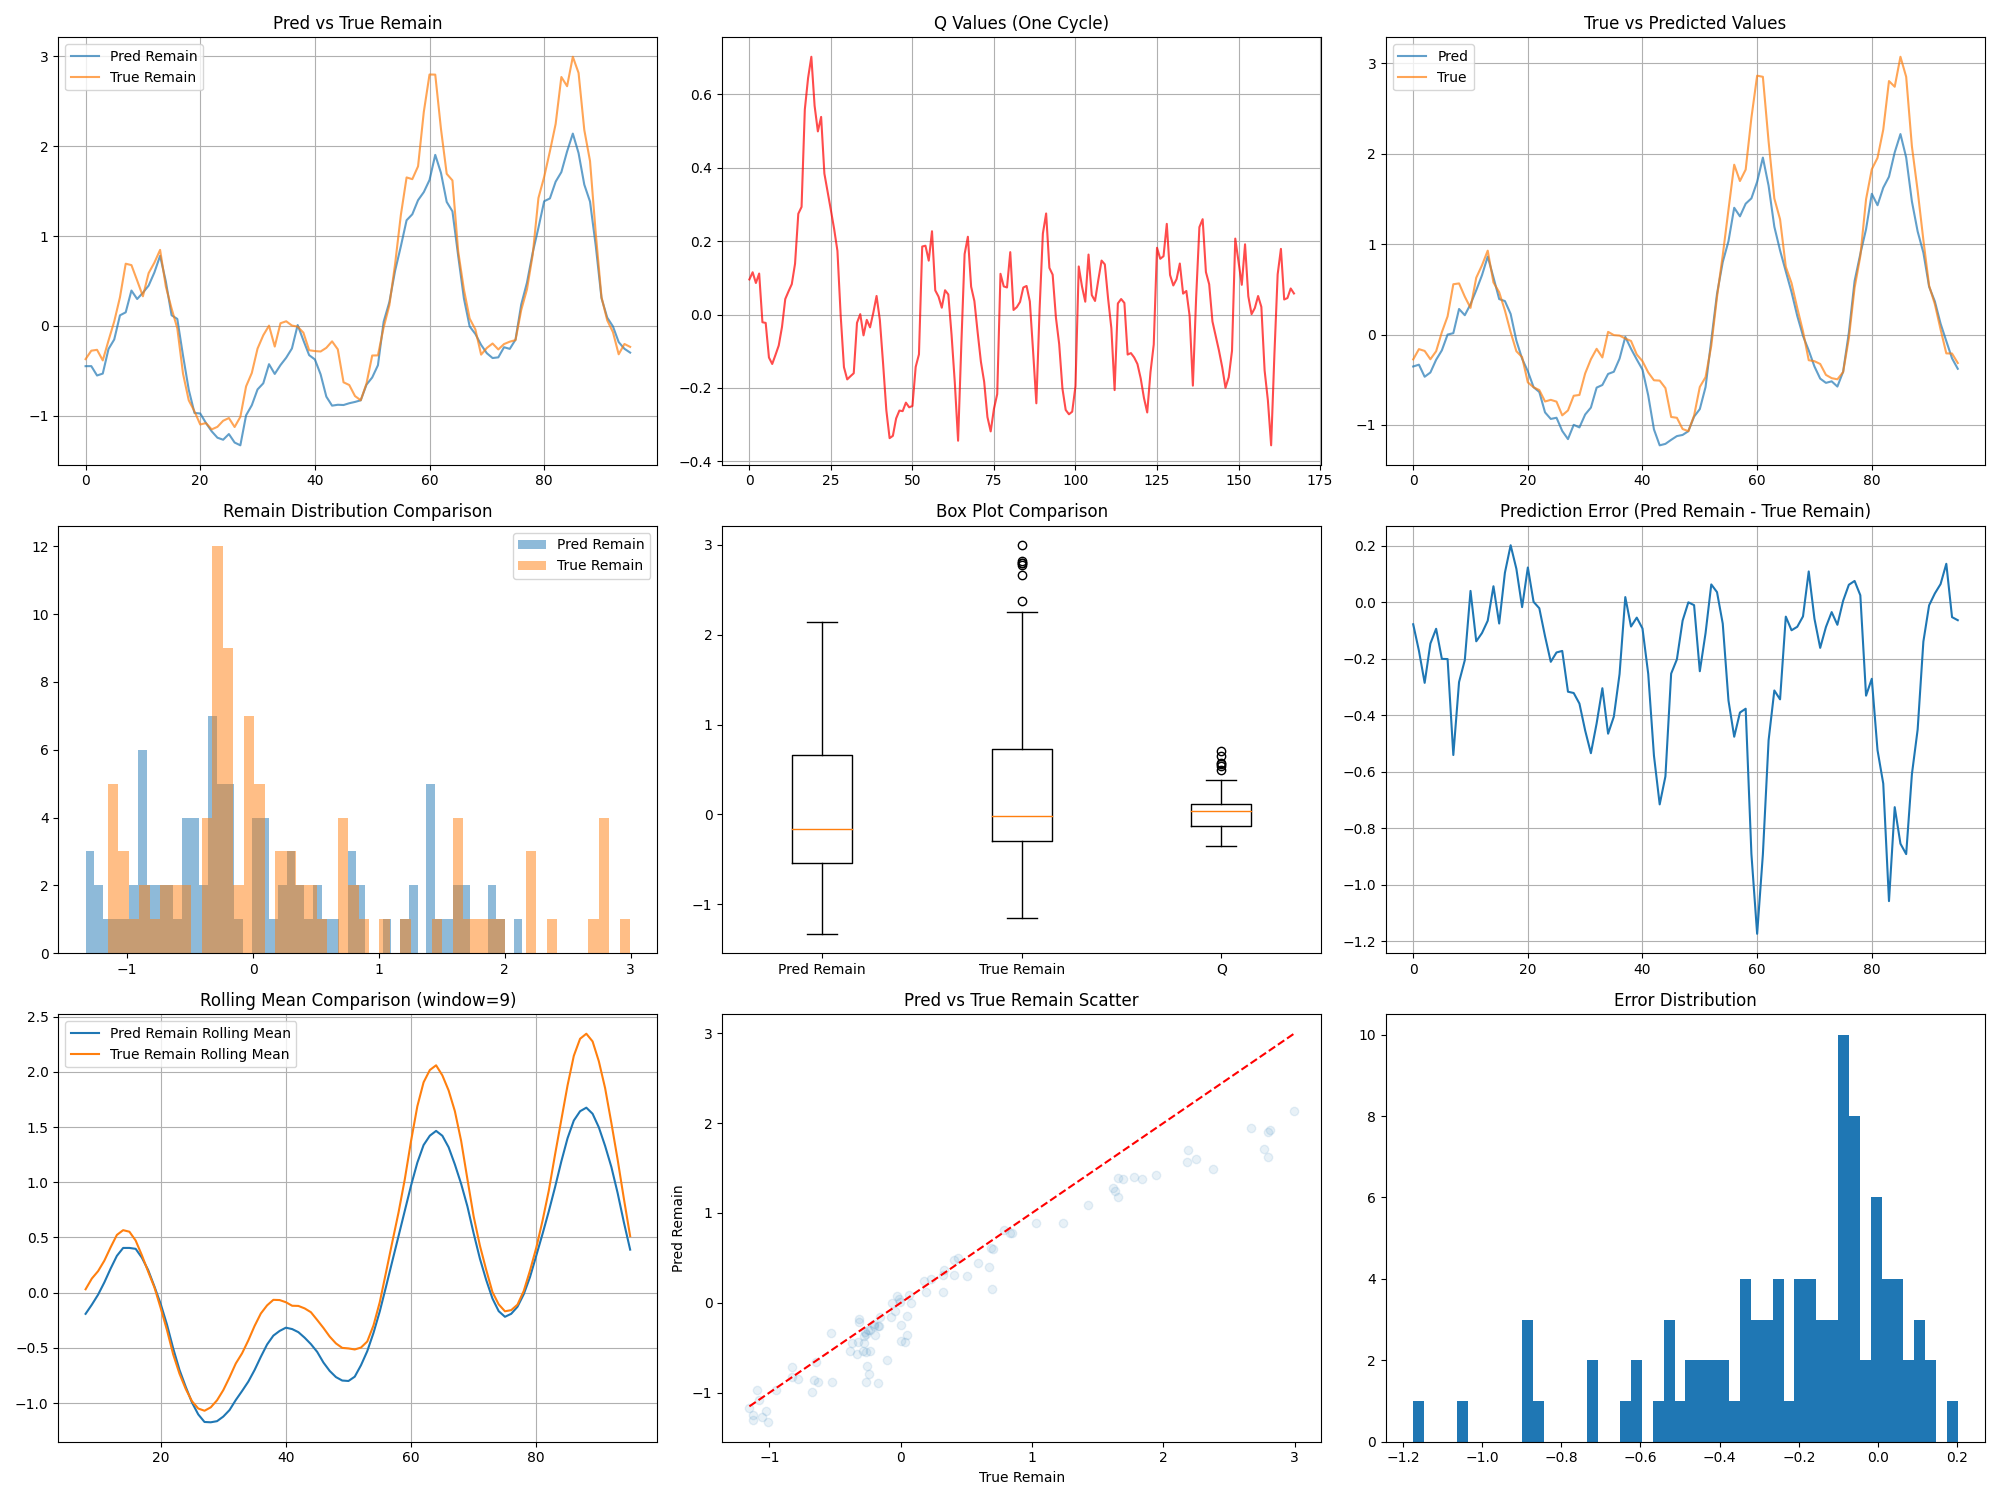 Pred vs True Remain
Pred Remain
True Remain
3
2
1
0
−1
0 20 40 60 80
Q Values (One Cycle)
0.6
0.4
0.2
0.0
−0.2
−0.4
0 25 50 75 100 125 150 175
True vs Predicted Values
Pred
True
3
2
1
0
−1
0 20 40 60 80
Remain Distribution Comparison
Pred Remain
True Remain
12
10
8
6
4
2
0
−1 0 1 2 3
Box Plot Comparison
3
2
1
0
−1
Pred Remain True Remain Q
Prediction Error (Pred Remain - True Remain)
0.2
0.0
−0.2
−0.4
−0.6
−0.8
−1.0
−1.2
0 20 40 60 80
Rolling Mean Comparison (window=9)
Pred Remain Rolling Mean
True Remain Rolling Mean
2.5
2.0
1.5
1.0
0.5
0.0
−0.5
−1.0
20 40 60 80
Pred vs True Remain Scatter
Pred Remain
3
2
1
0
−1
−1 0 1 2 3
True Remain
Error Distribution
10
8
6
4
2
0
−1.2 −1.0 −0.8 −0.6 −0.4 −0.2 0.0 0.2